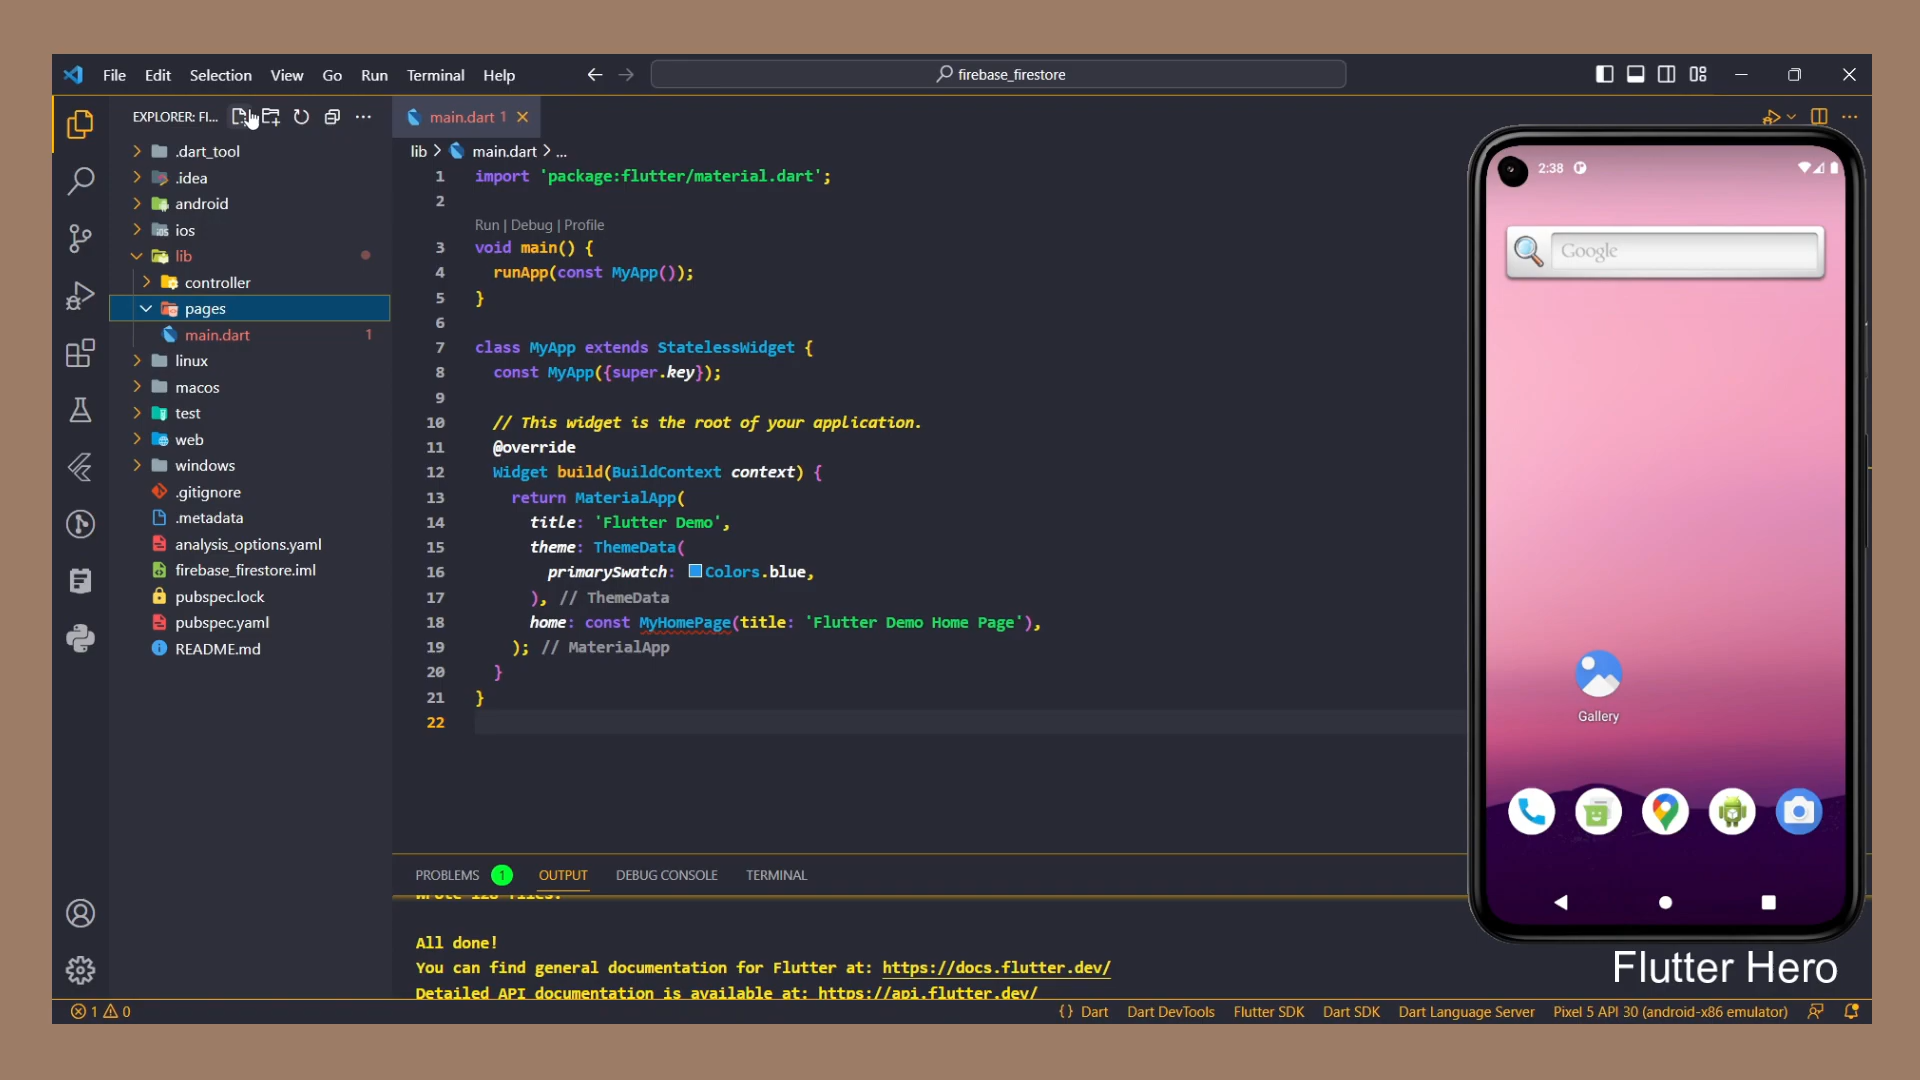 File Edit Selection View Go Run Terminal Help
firebase_firestore
EXPLORER: FI...
.dart_tool
.idea
android
ios
lib
controller
pages
main.dart 1
linux
macos
test
web
windows
.gitignore
.metadata
analysis_options.yaml
firebase_firestore.iml
pubspec.lock
pubspec.yaml
README.md
main.dart 1
lib > main.dart > ...
1 import 'package:flutter/material.dart';
2
Run | Debug | Profile
3 void main() {
4 runApp(const MyApp());
5 }
6
7 class MyApp extends StatelessWidget {
8 const MyApp({super.key});
9
10 // This widget is the root of your application.
11 @override
12 Widget build(BuildContext context) {
13 return MaterialApp(
14 title: 'Flutter Demo',
15 theme: ThemeData(
16 primarySwatch: Colors.blue,
17 ), // ThemeData
18 home: const MyHomePage(title: 'Flutter Demo Home Page'),
19 ); // MaterialApp
20 }
21 }
22
PROBLEMS 1 OUTPUT DEBUG CONSOLE TERMINAL
Wrote 128 files.
All done!
You can find general documentation for Flutter at: https://docs.flutter.dev/
Detailed API documentation is available at: https://api.flutter.dev/
2:38
Google
Gallery
Flutter Hero
1 0
{} Dart Dart DevTools Flutter SDK Dart SDK Dart Language Server Pixel 5 API 30 (android-x86 emulator)